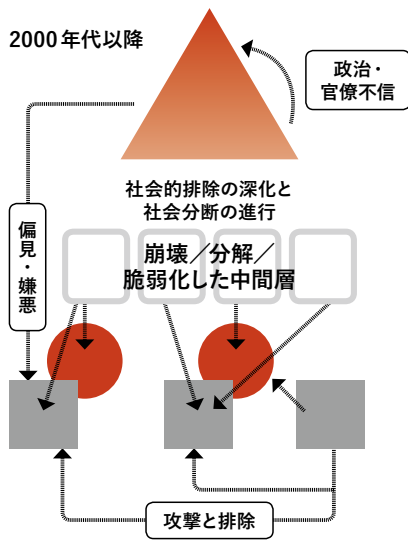 2000年代以降
政治・
官僚不信
社会的排除の深化と
社会分断の進行
偏見・嫌悪
崩壊／分解／
脆弱化した中間層
攻撃と排除